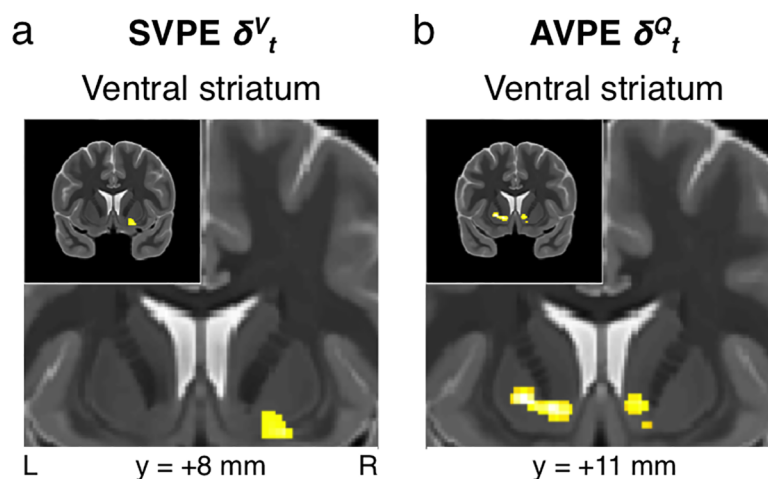 a SVPE δⱽₜ
Ventral striatum
L y = +8 mm R
b AVPE δQₜ
Ventral striatum
y = +11 mm